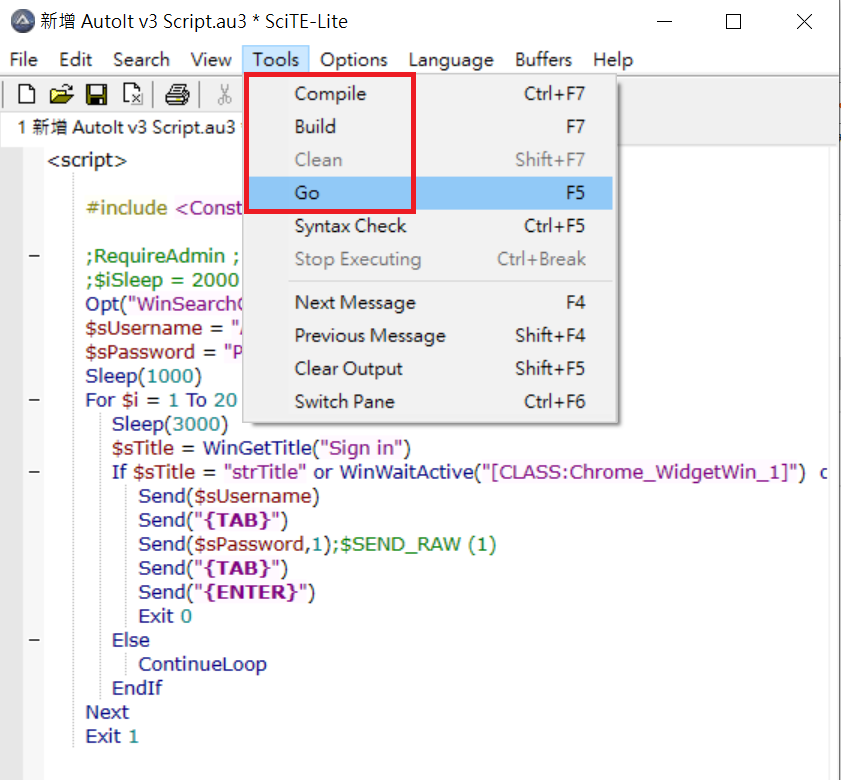 新增 AutoIt v3 Script.au3 * SciTE-Lite
File Edit Search View Tools Options Language Buffers Help
1 新增 AutoIt v3 Script.au3
Compile Ctrl+F7
Build F7
Clean Shift+F7
Go F5
Syntax Check Ctrl+F5
Stop Executing Ctrl+Break
Next Message F4
Previous Message Shift+F4
Clear Output Shift+F5
Switch Pane Ctrl+F6
<script>
#include <Const
;RequireAdmin ;
;$iSleep = 2000
Opt("WinSearch
$sUsername = "
$sPassword = "P
Sleep(1000)
For $i = 1 To 20
Sleep(3000)
$sTitle = WinGetTitle("Sign in")
If $sTitle = "strTitle" or WinWaitActive("[CLASS:Chrome_WidgetWin_1]")
Send($sUsername)
Send("{TAB}")
Send($sPassword,1);$SEND_RAW (1)
Send("{TAB}")
Send("{ENTER}")
Exit 0
Else
ContinueLoop
EndIf
Next
Exit 1